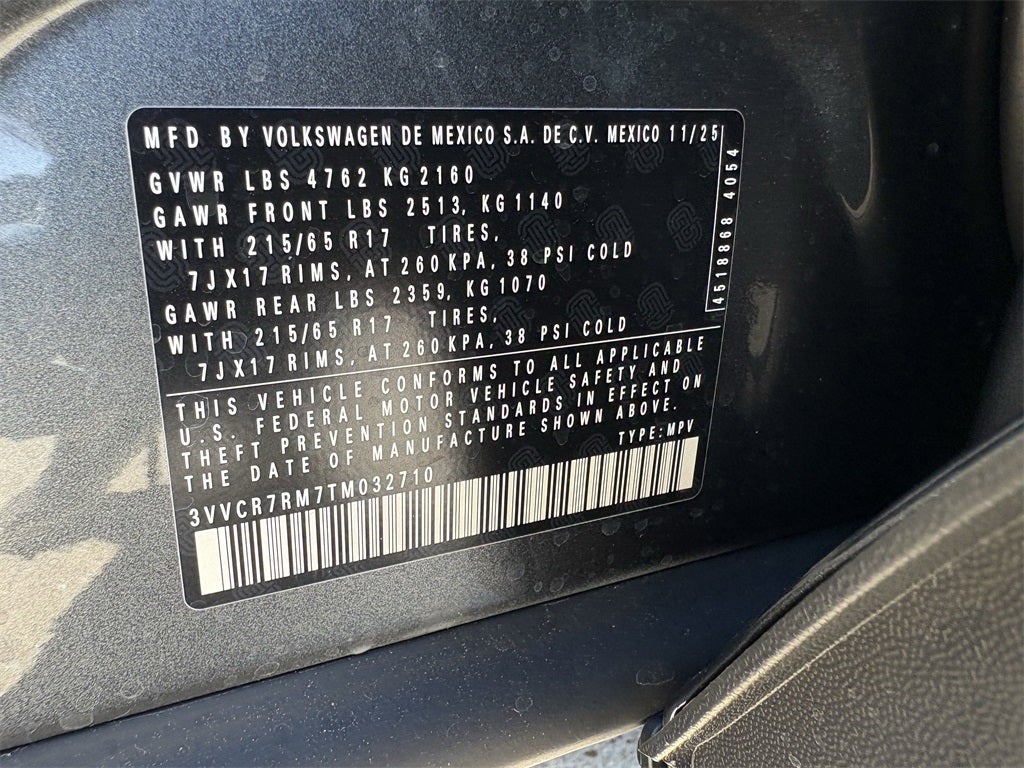 MFD BY VOLKSWAGEN DE MEXICO S.A. DE C.V. MEXICO 11/25
GVWR LBS 4762 KG 2160
GAWR FRONT LBS 2513, KG 1140
WITH 215/65 R17 TIRES,
7JX17 RIMS, AT 260 KPA, 38 PSI COLD
GAWR REAR LBS 2359, KG 1070
WITH 215/65 R17 TIRES,
7JX17 RIMS, AT 260 KPA, 38 PSI COLD
4518868 4054
THIS VEHICLE CONFORMS TO ALL APPLICABLE
U.S. FEDERAL MOTOR VEHICLE SAFETY AND
THEFT PREVENTION STANDARDS IN EFFECT ON
THE DATE OF MANUFACTURE SHOWN ABOVE.
TYPE: MPV
3VVCR7RM7TM032710